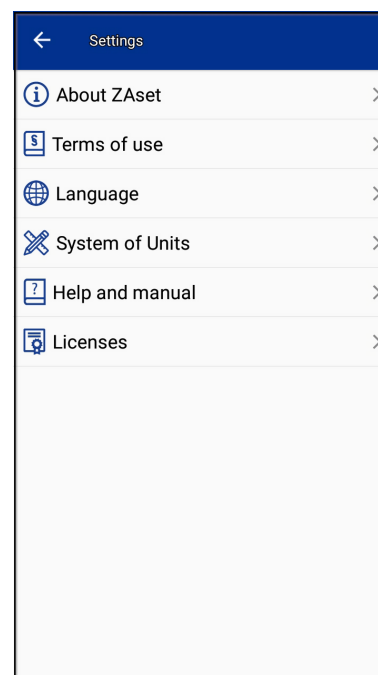 Settings
About ZAset
Terms of use
Language
System of Units
Help and manual
Licenses